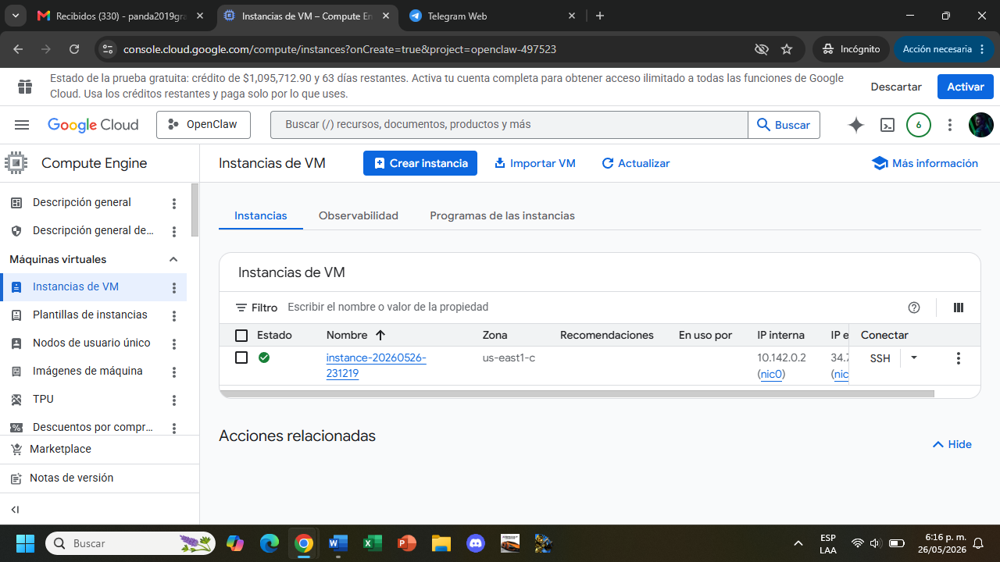 Recibidos (330) - panda2019gra
Instancias de VM – Compute En
Telegram Web
console.cloud.google.com/compute/instances?onCreate=true&project=openclaw-497523
Incógnito
Acción necesaria
Estado de la prueba gratuita: crédito de $1,095,712.90 y 63 días restantes. Activa tu cuenta completa para obtener acceso ilimitado a todas las funciones de Google
Cloud. Usa los créditos restantes y paga solo por lo que uses.
Descartar
Activar
Google Cloud
OpenClaw
Buscar (/) recursos, documentos, productos y más
Buscar
6
Compute Engine
Instancias de VM
Crear instancia
Importar VM
Actualizar
Más información
Descripción general
Descripción general de...
Máquinas virtuales
Instancias de VM
Plantillas de instancias
Nodos de usuario único
Imágenes de máquina
TPU
Descuentos por compr...
Marketplace
Notas de versión
Instancias
Observabilidad
Programas de las instancias
Instancias de VM
Filtro
Escribir el nombre o valor de la propiedad
Estado
Nombre
Zona
Recomendaciones
En uso por
IP interna
IP e
Conectar
instance-20260526-
231219
us-east1-c
10.142.0.2
(nic0)
34.7
(nic
SSH
Acciones relacionadas
Hide
Buscar
ESP
LAA
6:16 p. m.
26/05/2026